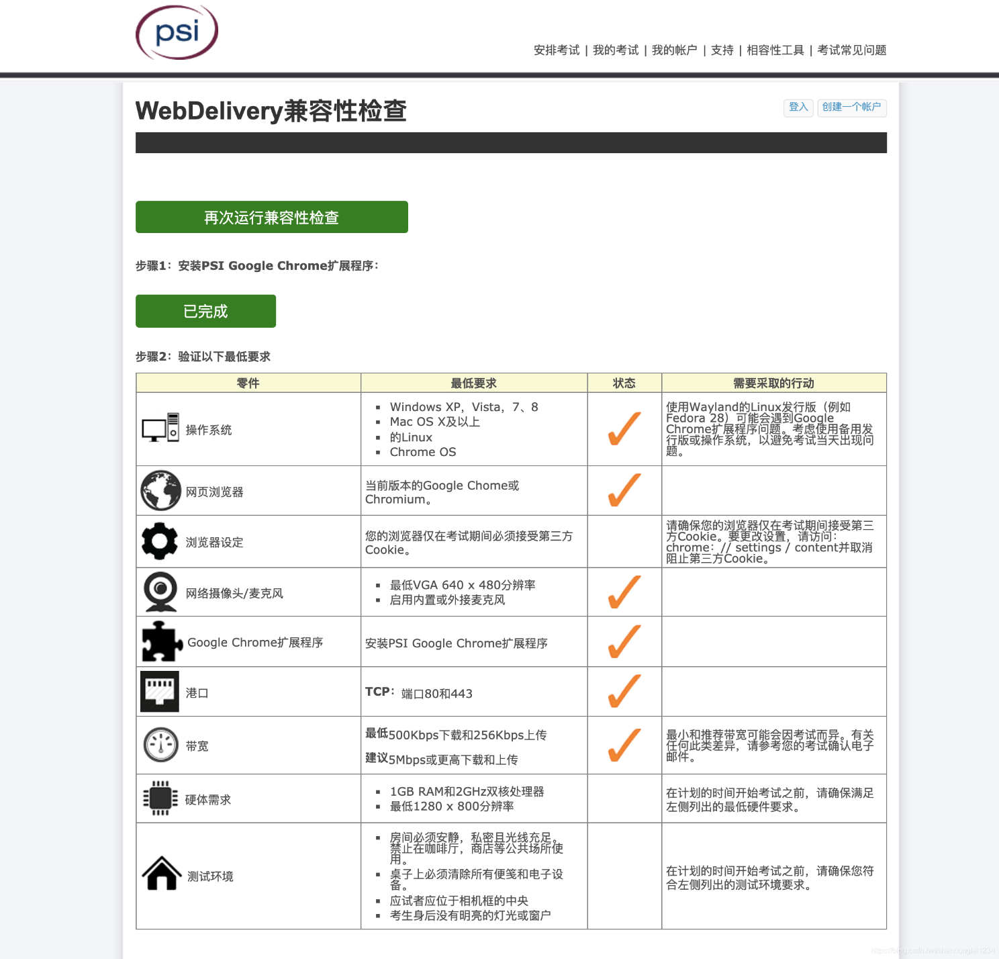 psi
安排考试 | 我的考试 | 我的帐户 | 支持 | 相容性工具 | 考试常见问题
WebDelivery兼容性检查
登入 创建一个帐户
再次运行兼容性检查
步骤1：安装PSI Google Chrome扩展程序：
已完成
步骤2：验证以下最低要求
零件 最低要求 状态 需要采取的行动
操作系统
▪ Windows XP，Vista，7、8
▪ Mac OS X及以上
▪ 的Linux
▪ Chrome OS
使用Wayland的Linux发行版（例如
Fedora 28）可能会遇到Google
Chrome扩展程序问题。考虑使用备用发
行版或操作系统，以避免考试当天出现问
题。
网页浏览器
当前版本的Google Chome或
Chromium。
浏览器设定
您的浏览器仅在考试期间必须接受第三方
Cookie。
请确保您的浏览器仅在考试期间接受第三
方Cookie。要更改设置，请访问：
chrome：// settings / content并取消
阻止第三方Cookie。
网络摄像头/麦克风
▪ 最低VGA 640 x 480分辨率
▪ 启用内置或外接麦克风
Google Chrome扩展程序
安装PSI Google Chrome扩展程序
港口
TCP：端口80和443
带宽
最低500Kbps下载和256Kbps上传
建议5Mbps或更高下载和上传
最小和推荐带宽可能会因考试而异。有关
任何此类差异，请参考您的考试确认电子
邮件。
硬体需求
▪ 1GB RAM和2GHz双核处理器
▪ 最低1280 x 800分辨率
在计划的时间开始考试之前，请确保满足
左侧列出的最低硬件要求。
测试环境
▪ 房间必须安静，私密且光线充足。
禁止在咖啡厅，商店等公共场所使
用。
▪ 桌子上必须清除所有便笺和电子设
备。
▪ 应试者应位于相机框的中央
▪ 考生身后没有明亮的灯光或窗户
在计划的时间开始考试之前，请确保您符
合左侧列出的测试环境要求。